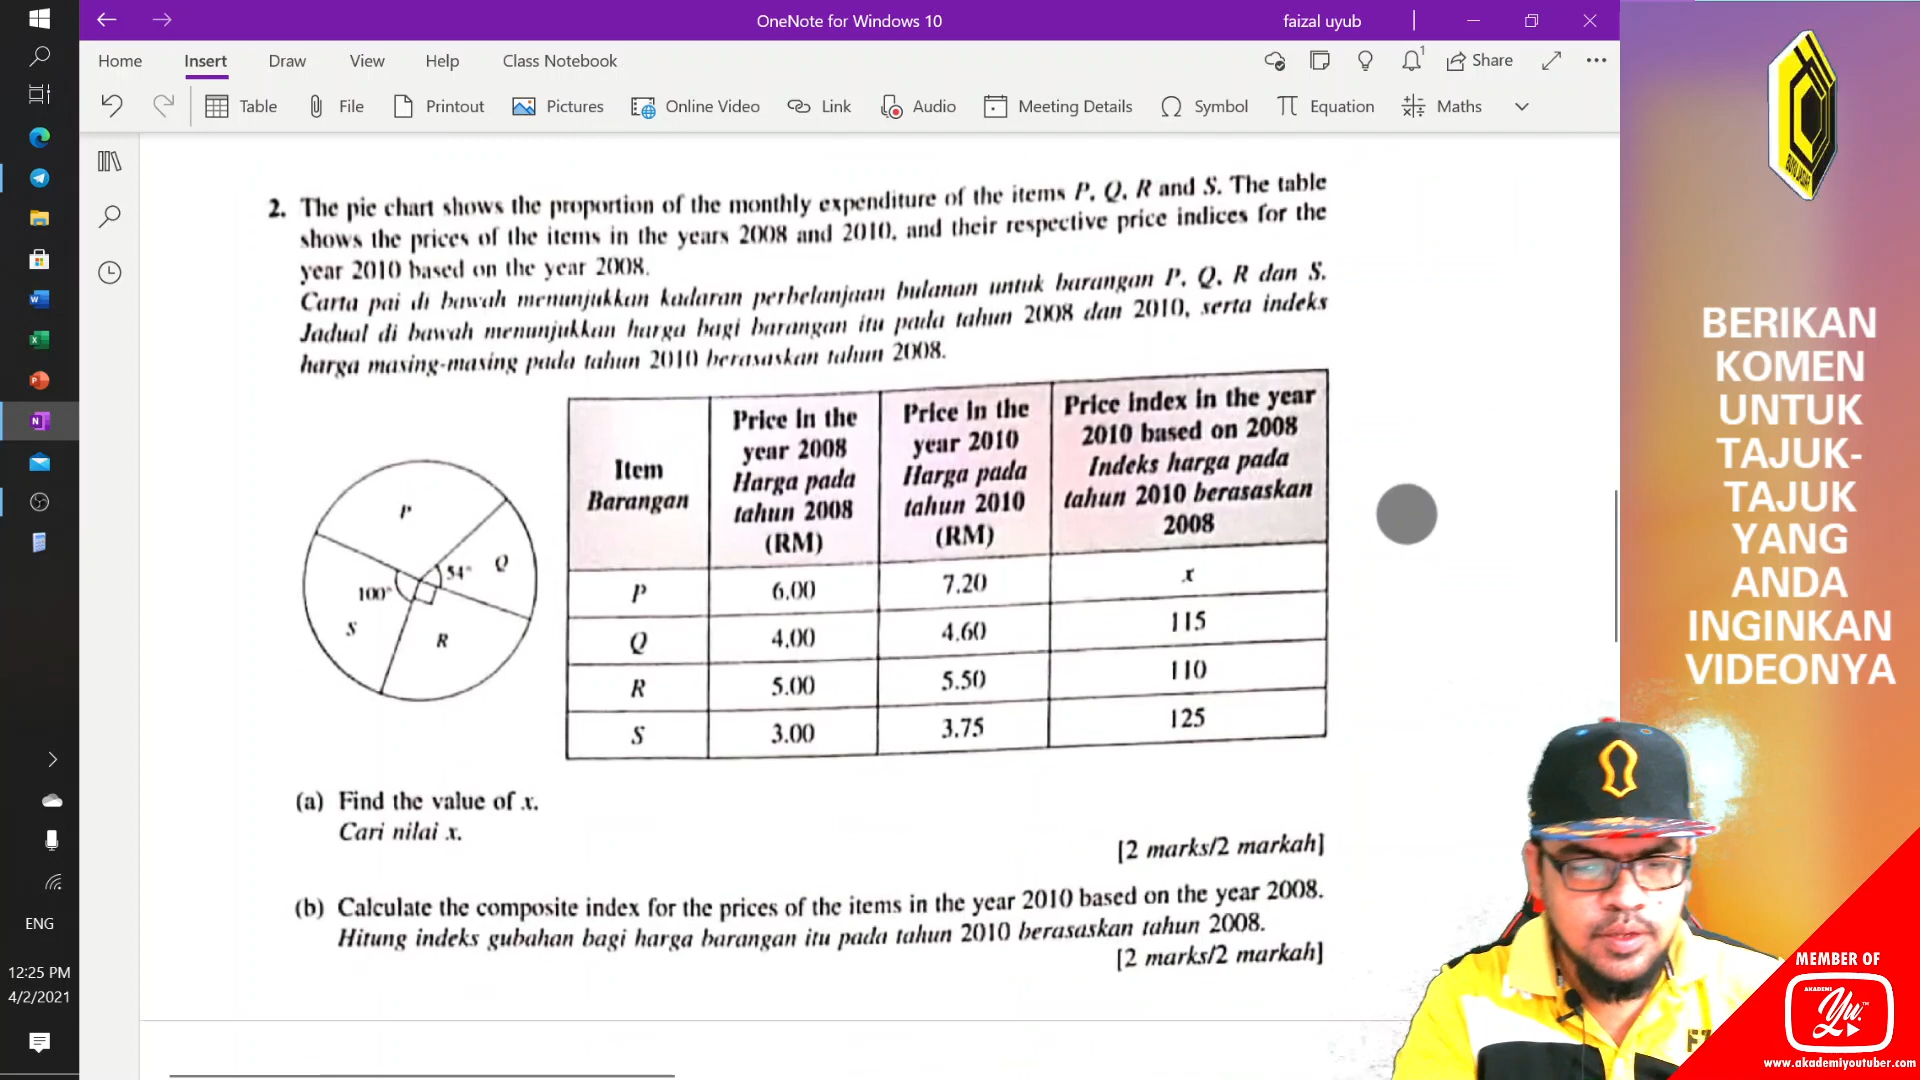 OneNote for Windows 10
faizal uyub
Home Insert Draw View Help Class Notebook
1
Share
Table File Printout Pictures Online Video Link Audio Meeting Details Symbol Equation Maths
2. The pie chart shows the proportion of the monthly expenditure of the items P, Q, R and S. The table
shows the prices of the items in the years 2008 and 2010, and their respective price indices for the
year 2010 based on the year 2008.
Carta pai di bawah menunjukkan kadaran perbelanjaan bulanan untuk barangan P, Q, R dan S.
Jadual di bawah menunjukkan harga bagi barangan itu pada tahun 2008 dan 2010, serta indeks
harga masing-masing pada tahun 2010 berasaskan tahun 2008.
P
Q
54°
100°
S
R
Item
Barangan
Price in the
year 2008
Harga pada
tahun 2008
(RM)
Price in the
year 2010
Harga pada
tahun 2010
(RM)
Price index in the year
2010 based on 2008
Indeks harga pada
tahun 2010 berasaskan
2008
P 6.00 7.20 x
Q 4.00 4.60 115
R 5.00 5.50 110
S 3.00 3.75 125
(a) Find the value of x.
Cari nilai x.
[2 marks/2 markah]
(b) Calculate the composite index for the prices of the items in the year 2010 based on the year 2008.
Hitung indeks gubahan bagi harga barangan itu pada tahun 2010 berasaskan tahun 2008.
[2 marks/2 markah]
ENG
12:25 PM
4/2/2021
BERIKAN
KOMEN
UNTUK
TAJUK-
TAJUK
YANG
ANDA
INGINKAN
VIDEONYA
MEMBER OF
AKADEMI
Yu
www.akademiyoutuber.com